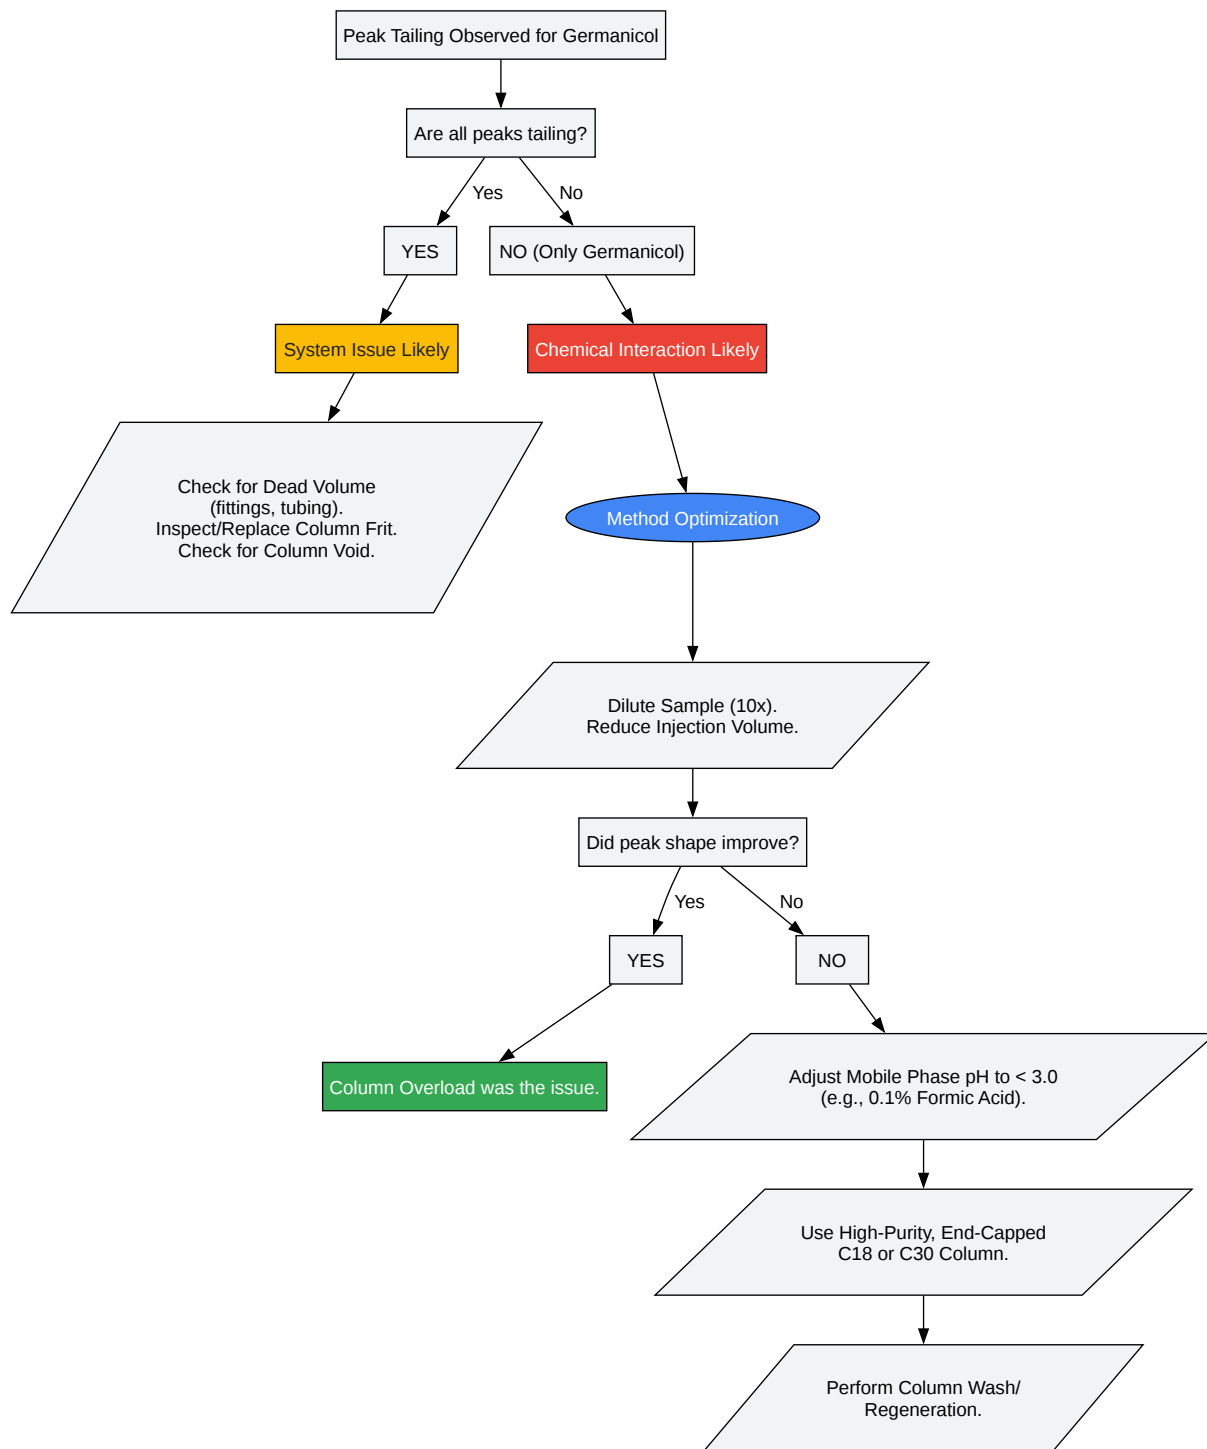 Peak Tailing Observed for Germanicol
Are all peaks tailing?
Yes
No
YES
NO (Only Germanicol)
System Issue Likely
Chemical Interaction Likely
Check for Dead Volume
(fittings, tubing).
Inspect/Replace Column Frit.
Check for Column Void.
Method Optimization
Dilute Sample (10x).
Reduce Injection Volume.
Did peak shape improve?
Yes
No
YES
NO
Column Overload was the issue.
Adjust Mobile Phase pH to < 3.0
(e.g., 0.1% Formic Acid).
Use High-Purity, End-Capped
C18 or C30 Column.
Perform Column Wash/
Regeneration.